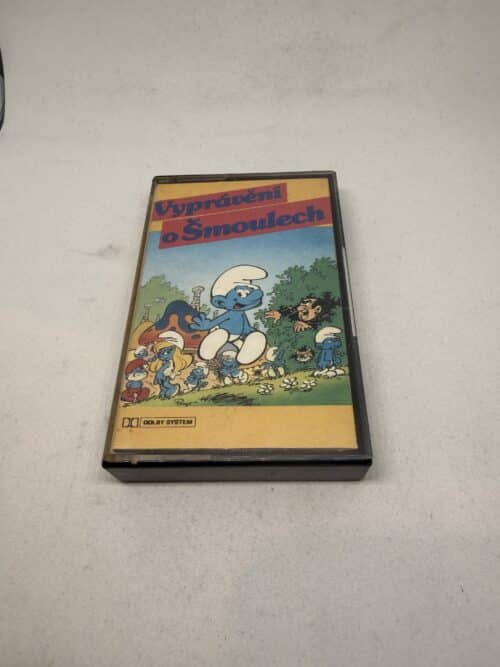 Vyprávění
o Šmoulech
DOLBY SYSTEM